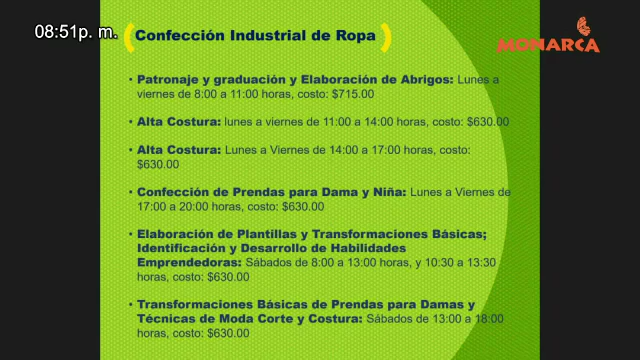 08:51p. m.
Confección Industrial de Ropa
MONARCA
• Patronaje y graduación y Elaboración de Abrigos: Lunes a
viernes de 8:00 a 11:00 horas, costo: $715.00
• Alta Costura: lunes a viernes de 11:00 a 14:00 horas, costo: $630.00
• Alta Costura: Lunes a Viernes de 14:00 a 17:00 horas, costo:
$630.00
• Confección de Prendas para Dama y Niña: Lunes a Viernes de
17:00 a 20:00 horas, costo: $630.00
• Elaboración de Plantillas y Transformaciones Básicas;
Identificación y Desarrollo de Habilidades
Emprendedoras: Sábados de 8:00 a 13:00 horas, y 10:30 a 13:30
horas, costo: $630.00
• Transformaciones Básicas de Prendas para Damas y
Técnicas de Moda Corte y Costura: Sábados de 13:00 a 18:00
horas, costo: $630.00